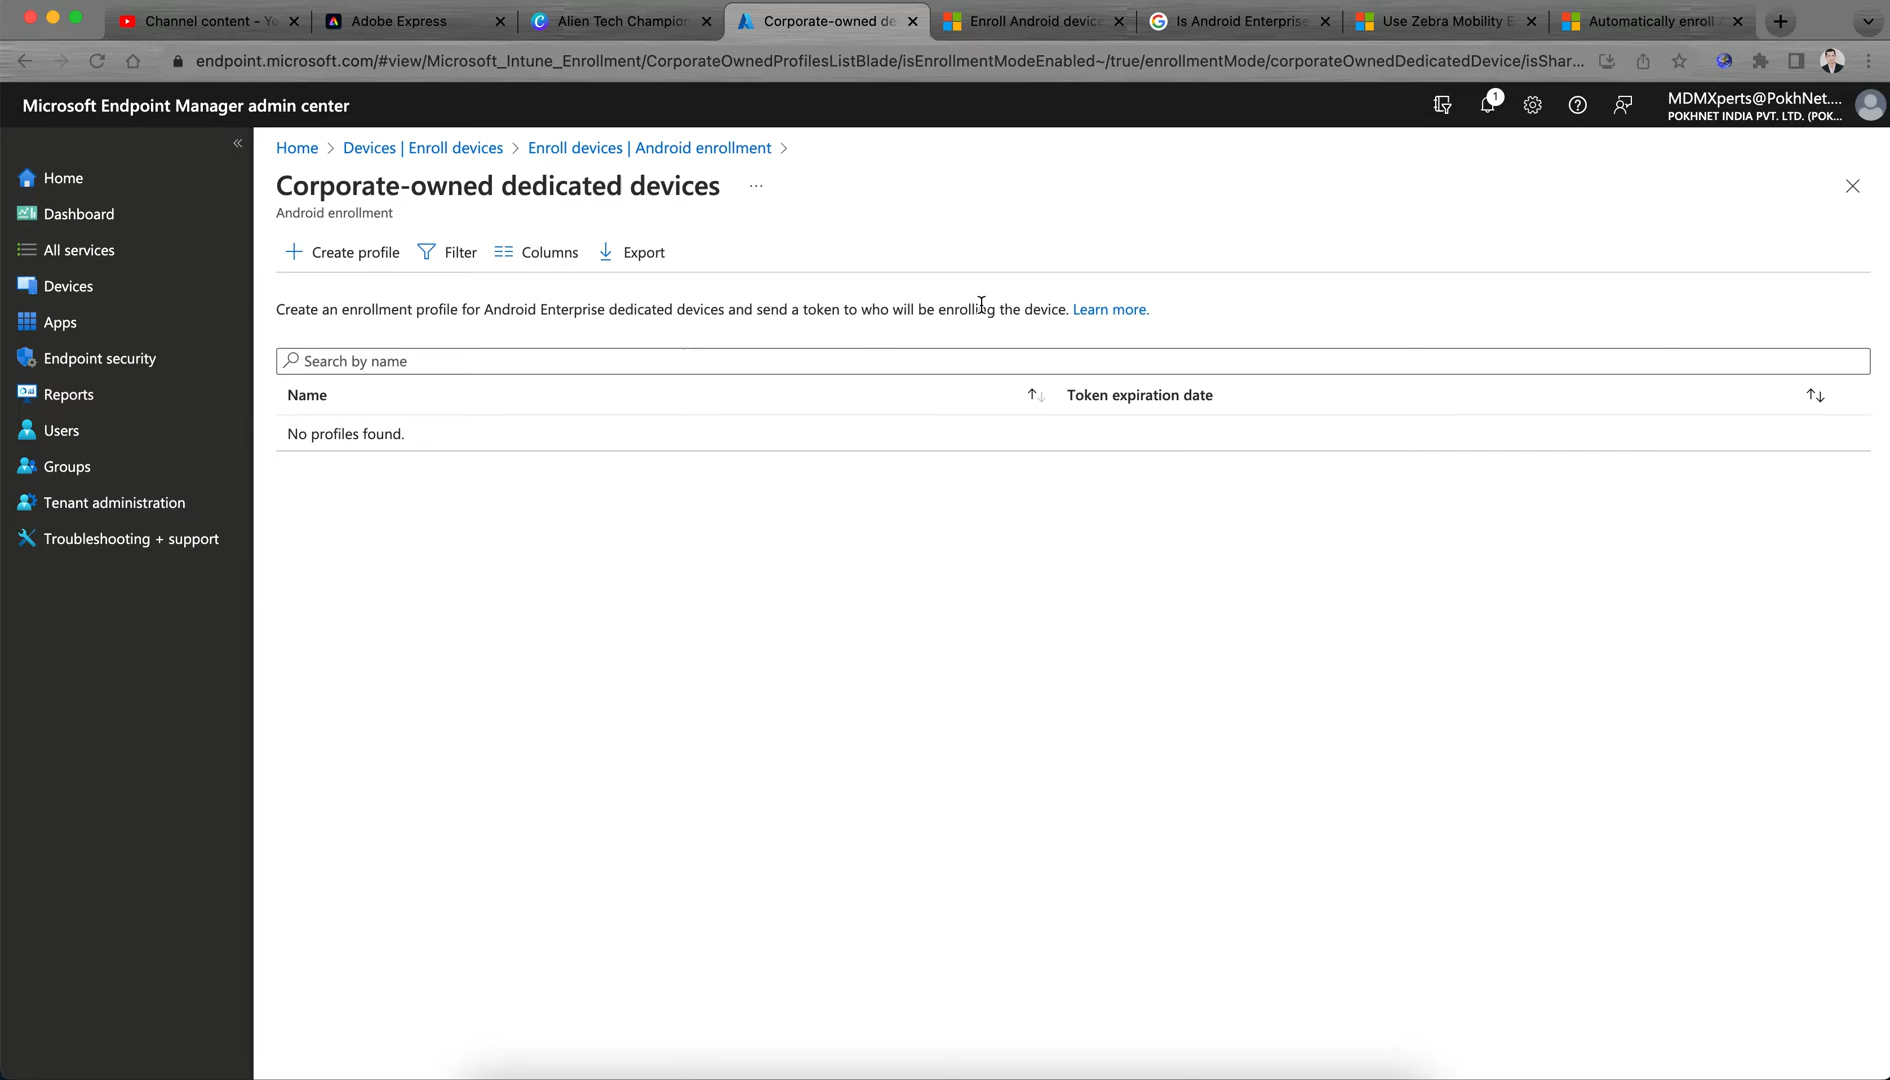 Channel content - Yo
Adobe Express
Alien Tech Champion
Corporate-owned de
Enroll Android device
Is Android Enterprise
Use Zebra Mobility E
Automatically enroll
endpoint.microsoft.com/#view/Microsoft_Intune_Enrollment/CorporateOwnedProfilesListBlade/isEnrollmentModeEnabled~/true/enrollmentMode/corporateOwnedDedicatedDevice/isShar...
Microsoft Endpoint Manager admin center
1
MDMXperts@PokhNet....
POKHNET INDIA PVT. LTD. (POK...
Home
Dashboard
All services
Devices
Apps
Endpoint security
Reports
Users
Groups
Tenant administration
Troubleshooting + support
Home > Devices | Enroll devices > Enroll devices | Android enrollment >
Corporate-owned dedicated devices ...
Android enrollment
Create profile Filter Columns Export
Create an enrollment profile for Android Enterprise dedicated devices and send a token to who will be enrolling the device. Learn more.
Search by name
Name Token expiration date
No profiles found.